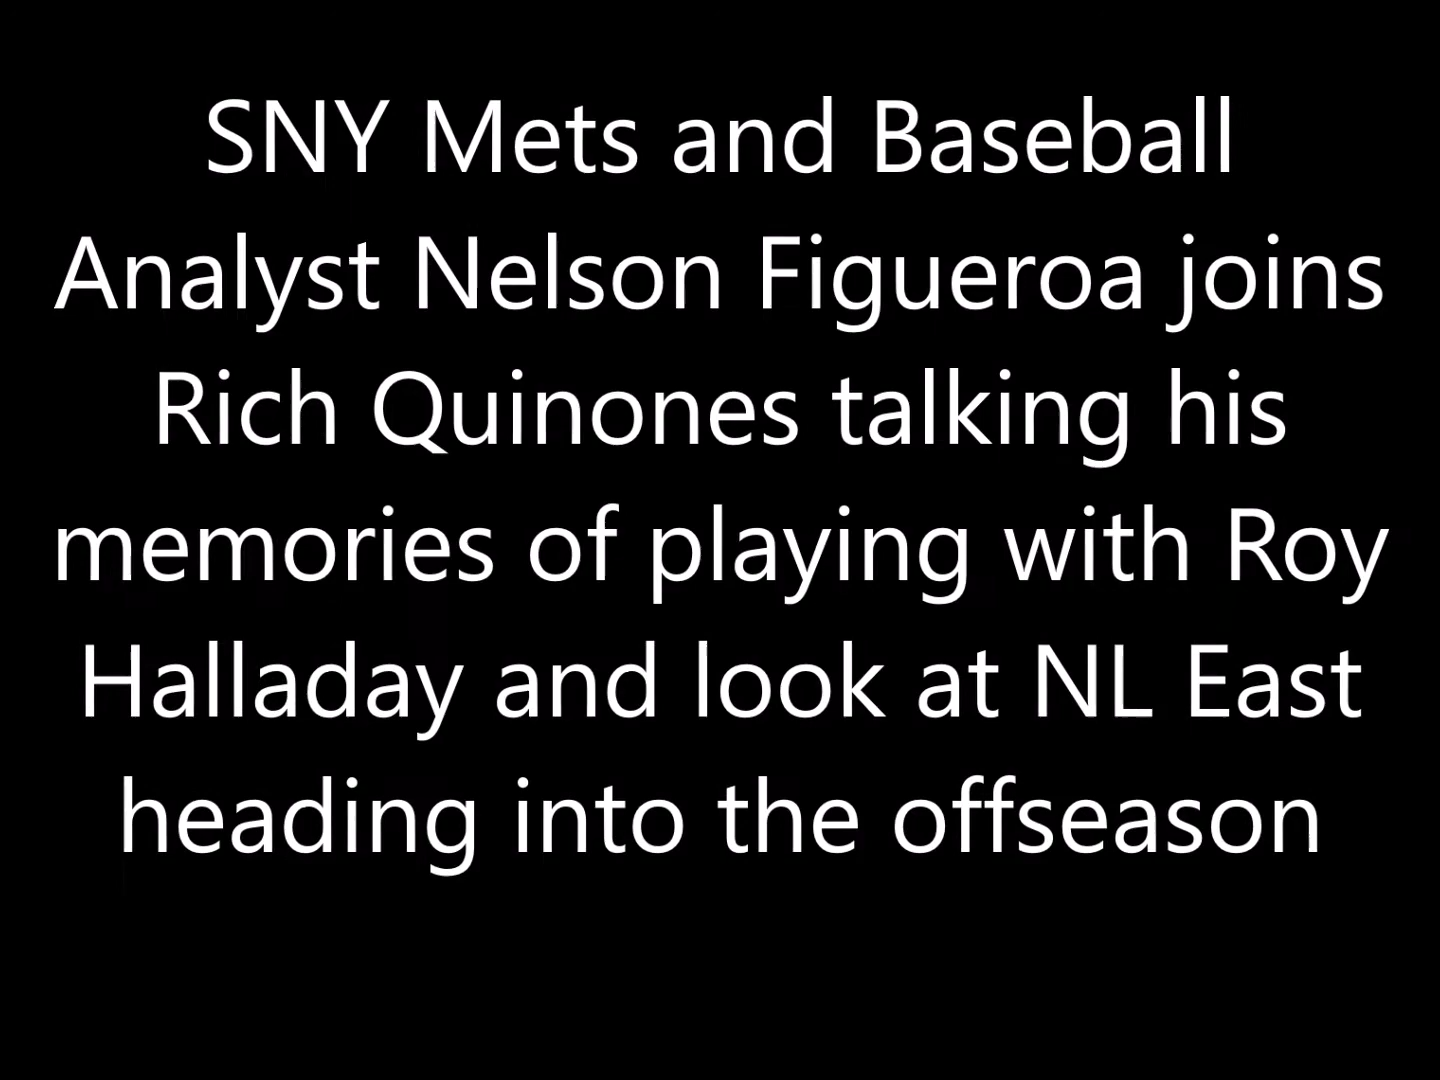 SNY Mets and Baseball
Analyst Nelson Figueroa joins
Rich Quinones talking his
memories of playing with Roy
Halladay and look at NL East
heading into the offseason